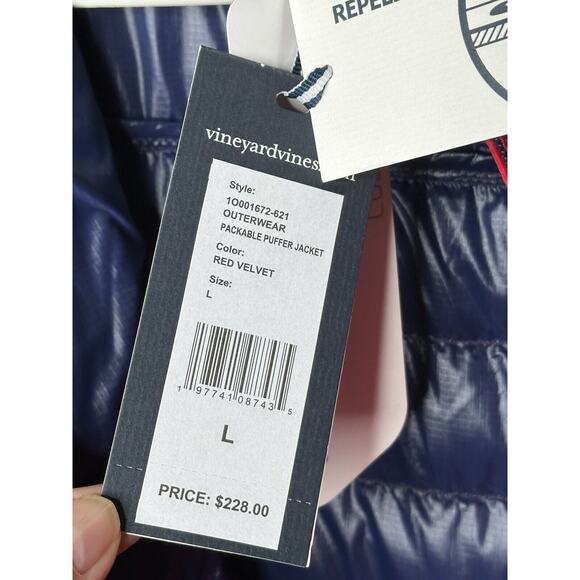 vineyardvines
Style:
1O001672-621
OUTERWEAR
PACKABLE PUFFER JACKET
Color:
RED VELVET
Size:
L
1 97741 08743 5
L
PRICE: $228.00